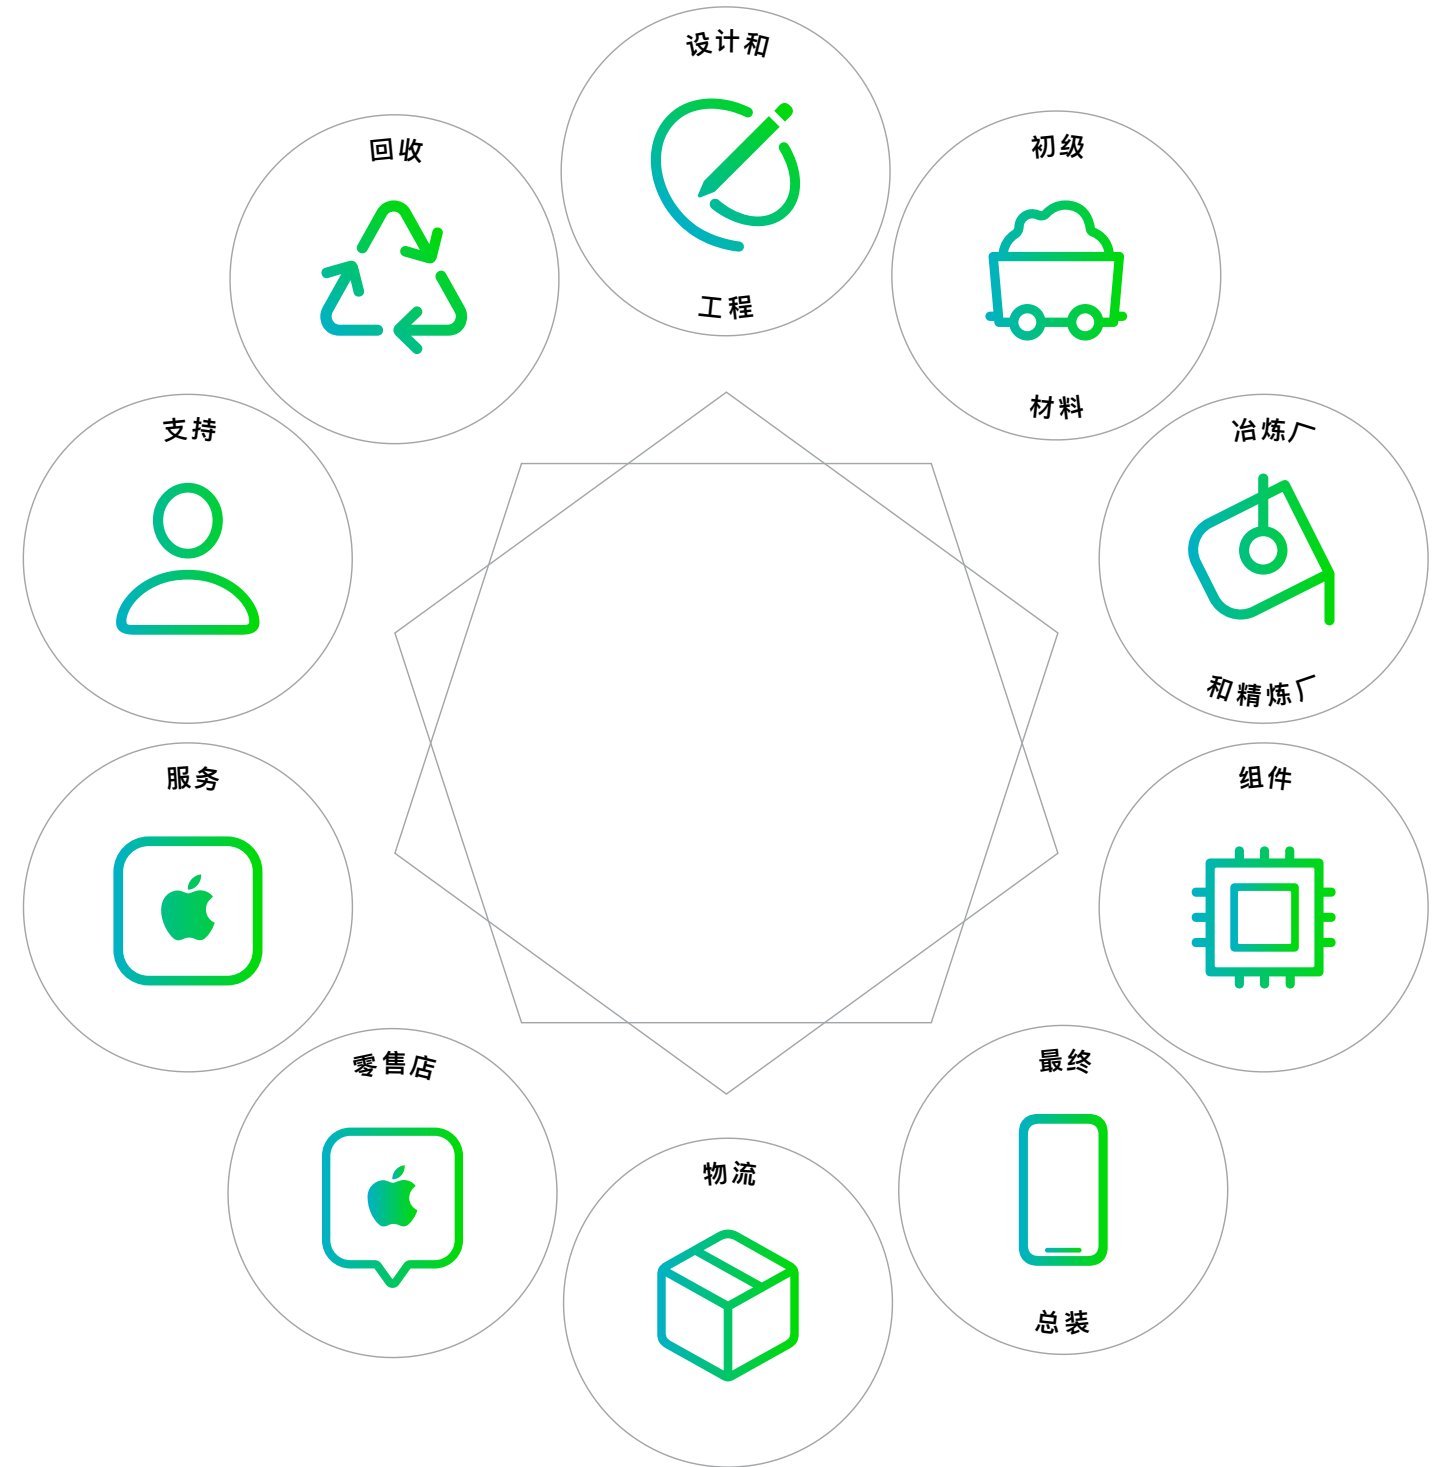 设计和
工程
初级
材料
冶炼厂
和精炼厂
组件
最终
总装
物流
零售店
服务
支持
回收